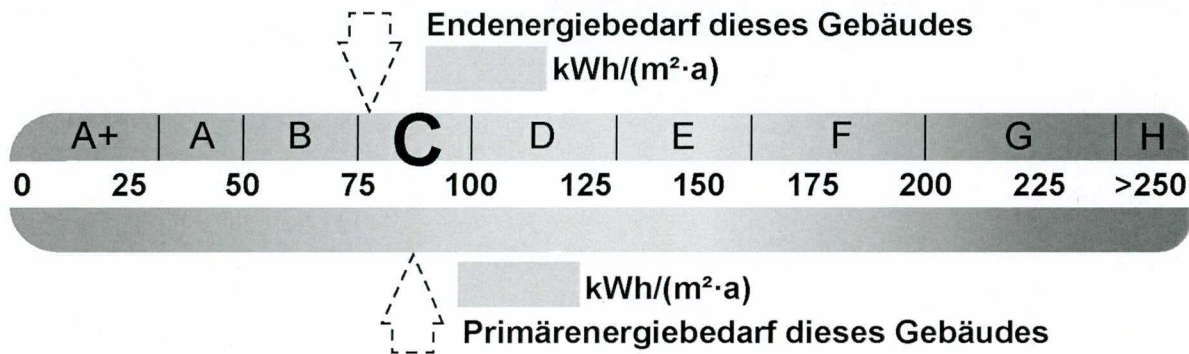 Endenergiebedarf dieses Gebäudes
kWh/(m²·a)
A+ A B C D E F G H
0 25 50 75 100 125 150 175 200 225 >250
kWh/(m²·a)
Primärenergiebedarf dieses Gebäudes